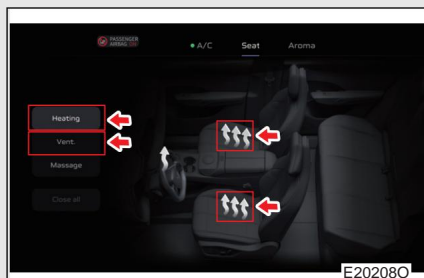 PASSENGER
AIRBAG ON
A/C Seat Aroma
Heating
Vent.
Massage
Close all
E20208O